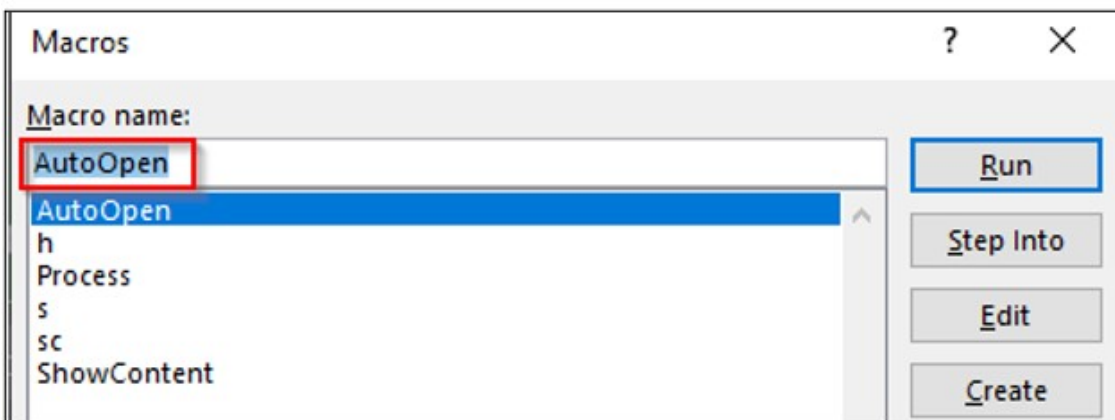 Macros
?
Macro name:
AutoOpen
Run
AutoOpen
h
Process
s
sc
ShowContent
Step Into
Edit
Create